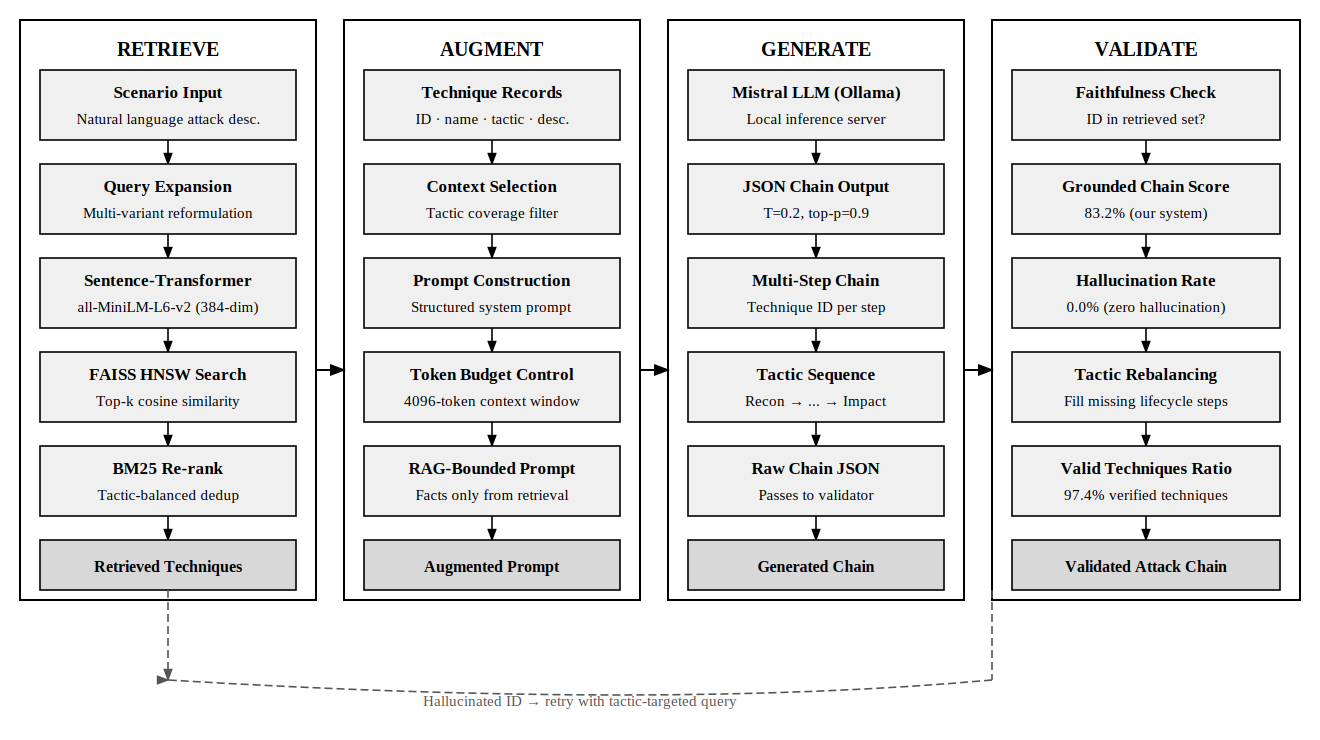 RETRIEVE
Scenario Input
Natural language attack desc.
Query Expansion
Multi-variant reformulation
Sentence-Transformer
all-MiniLM-L6-v2 (384-dim)
FAISS HNSW Search
Top-k cosine similarity
BM25 Re-rank
Tactic-balanced dedup
Retrieved Techniques
AUGMENT
Technique Records
ID · name · tactic · desc.
Context Selection
Tactic coverage filter
Prompt Construction
Structured system prompt
Token Budget Control
4096-token context window
RAG-Bounded Prompt
Facts only from retrieval
Augmented Prompt
GENERATE
Mistral LLM (Ollama)
Local inference server
JSON Chain Output
T=0.2, top-p=0.9
Multi-Step Chain
Technique ID per step
Tactic Sequence
Recon → ... → Impact
Raw Chain JSON
Passes to validator
Generated Chain
VALIDATE
Faithfulness Check
ID in retrieved set?
Grounded Chain Score
83.2% (our system)
Hallucination Rate
0.0% (zero hallucination)
Tactic Rebalancing
Fill missing lifecycle steps
Valid Techniques Ratio
97.4% verified techniques
Validated Attack Chain
Hallucinated ID → retry with tactic-targeted query